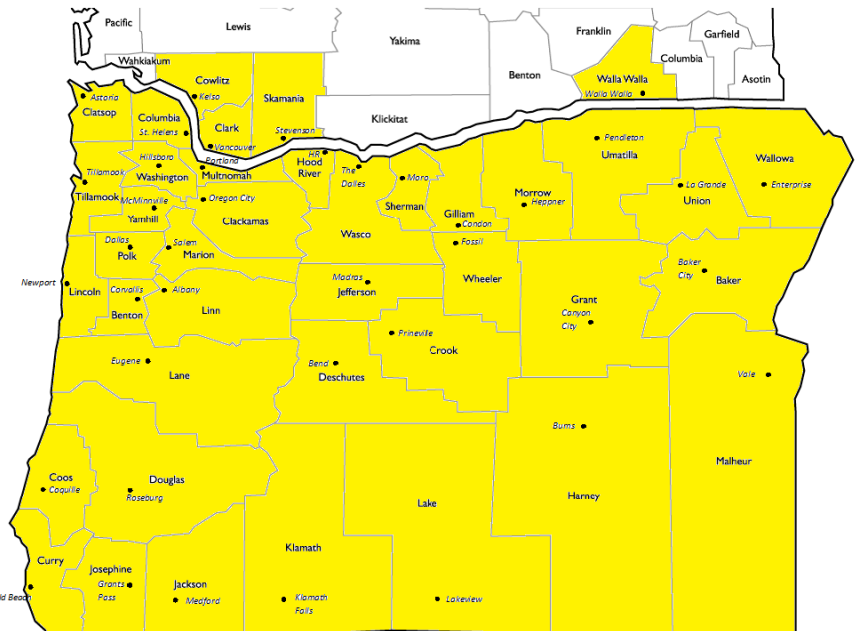 Pacific
Lewis
Yakima
Franklin
Garfield
Columbia
Asotin
Benton
Wahkiakum
Cowlitz
Kelso
Skamania
Stevenson
Clark
Vancouver
Klickitat
Walla Walla
Walla Walla
Astoria
Clatsop
Columbia
St. Helens
Hillsboro
Washington
Portland
Multnomah
HR
Hood
River
The
Dalles
Moro
Sherman
Gilliam
Condon
Morrow
Heppner
Pendleton
Umatilla
La Grande
Union
Wallowa
Enterprise
Tillamook
Tillamook
McMinnville
Yamhill
Oregon City
Clackamas
Wasco
Fossil
Wheeler
Dallas
Polk
Salem
Marion
Newport
Lincoln
Corvallis
Benton
Albany
Linn
Madras
Jefferson
Grant
Canyon
City
Baker
City
Baker
Prineville
Crook
Eugene
Lane
Bend
Deschutes
Vale
Malheur
Burns
Harney
Coos
Coquille
Douglas
Roseburg
Lake
Lakeview
Klamath
Klamath
Falls
Curry
ld Beach
Josephine
Grants
Pass
Jackson
Medford